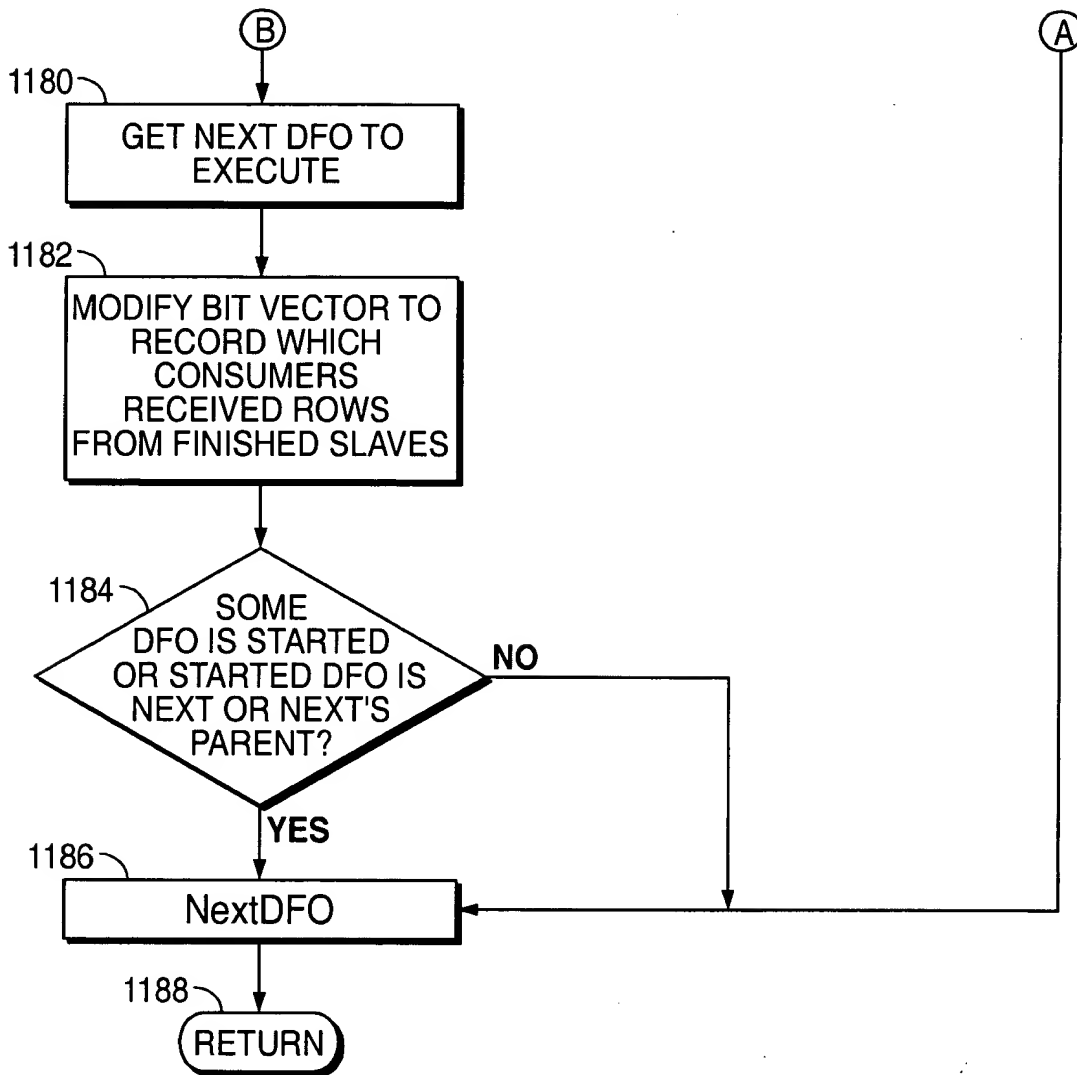 B
A
1180
GET NEXT DFO TO
EXECUTE
1182
MODIFY BIT VECTOR TO
RECORD WHICH
CONSUMERS
RECEIVED ROWS
FROM FINISHED SLAVES
1184
SOME
DFO IS STARTED
OR STARTED DFO IS
NEXT OR NEXT'S
PARENT?
NO
YES
1186
NextDFO
1188
RETURN